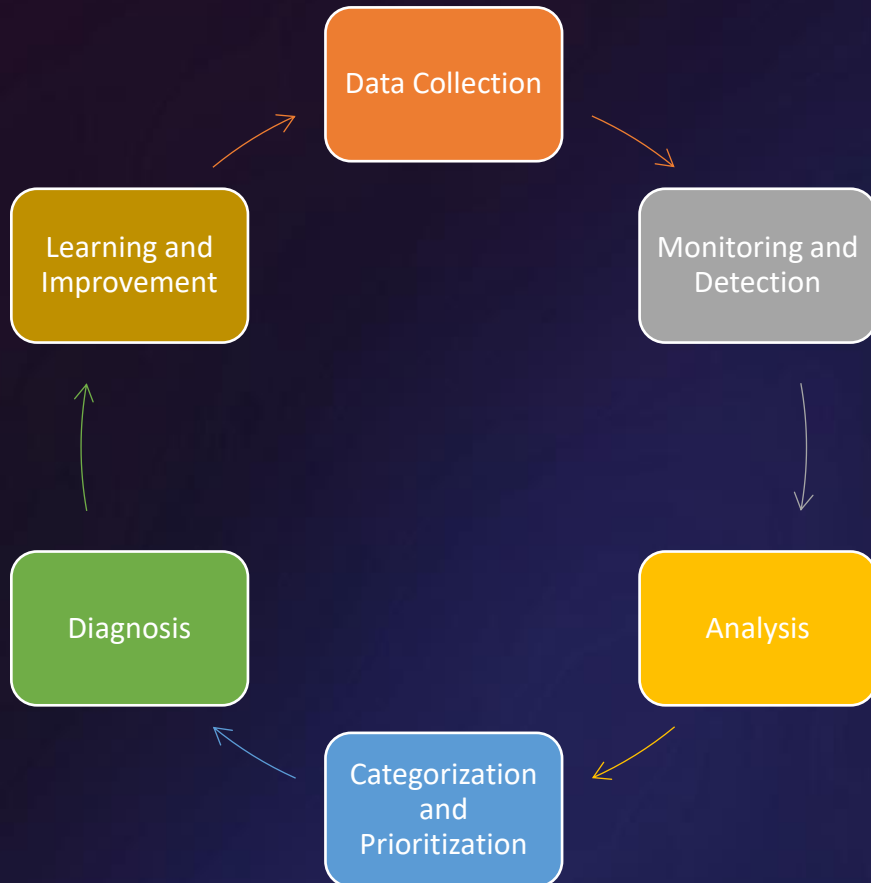 Data Collection
Monitoring and
Detection
Analysis
Categorization
and
Prioritization
Diagnosis
Learning and
Improvement